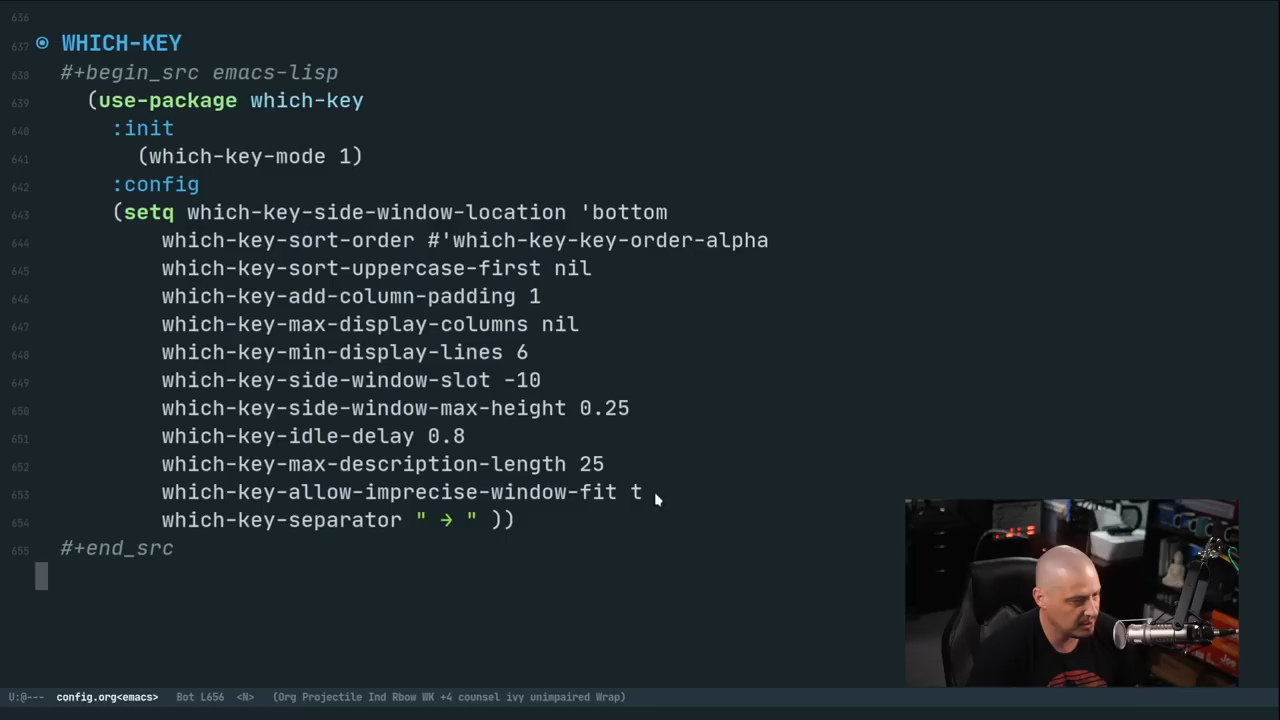 636
637 WHICH-KEY
638 #+begin_src emacs-lisp
639 (use-package which-key
640 :init
641 (which-key-mode 1)
642 :config
643 (setq which-key-side-window-location 'bottom
644 which-key-sort-order #'which-key-key-order-alpha
645 which-key-sort-uppercase-first nil
646 which-key-add-column-padding 1
647 which-key-max-display-columns nil
648 which-key-min-display-lines 6
649 which-key-side-window-slot -10
650 which-key-side-window-max-height 0.25
651 which-key-idle-delay 0.8
652 which-key-max-description-length 25
653 which-key-allow-imprecise-window-fit t
654 which-key-separator " → " ))
655 #+end_src
U:@--- config.org<emacs> Bot L656 <N> (Org Projectile Ind Rbow WK +4 counsel ivy unimpaired Wrap)